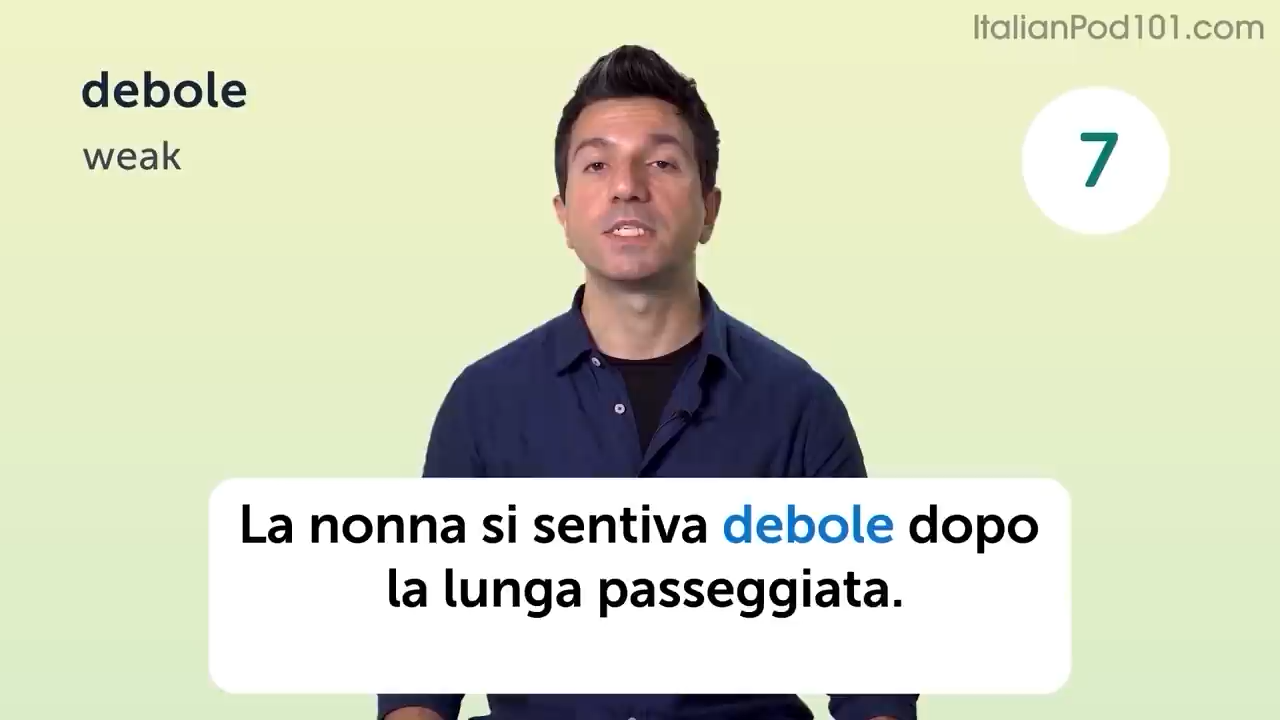 ItalianPod101.com
debole
weak
7
La nonna si sentiva debole dopo
la lunga passeggiata.